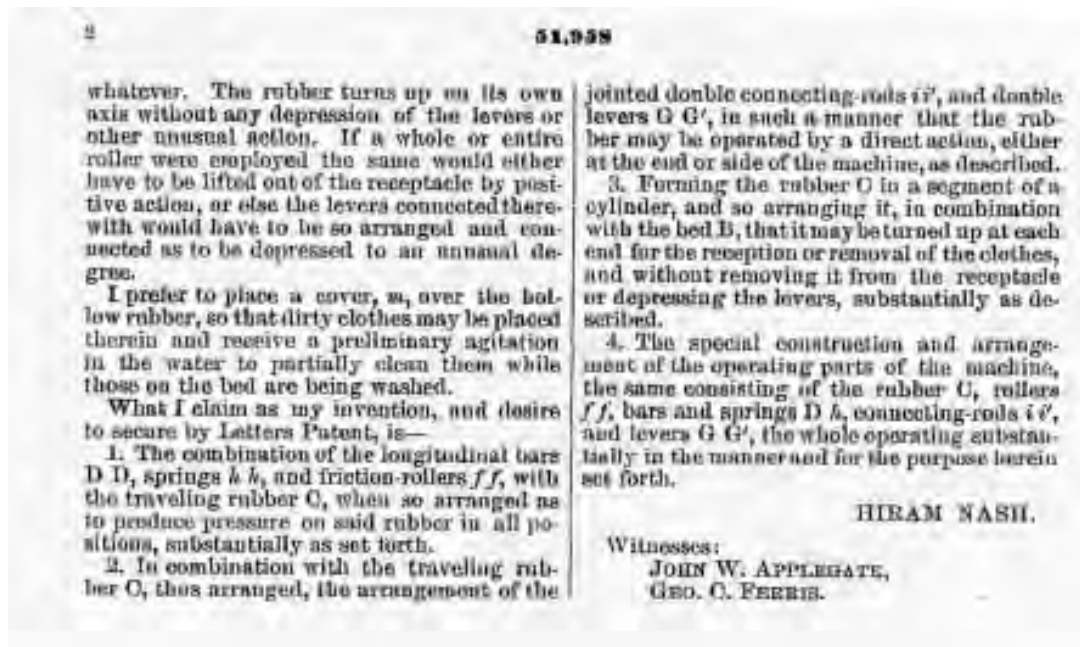 2
51,958
whatever. The rubber turns up on its own
axis without any depression of the levers or
other unusual action. If a whole or entire
roller were employed the same would either
have to be lifted out of the receptacle by posi-
tive action, or else the levers connected there-
with would have to be so arranged and con-
nected as to be depressed to an unusual de-
gree.
I prefer to place a cover, m, over the hol-
low rubber, so that dirty clothes may be placed
therein and receive a preliminary agitation
in the water to partially clean them while
those on the bed are being washed.
What I claim as my invention, and desire
to secure by Letters Patent, is—
1. The combination of the longitudinal bars
D D, springs h h, and friction-rollers f f, with
the traveling rubber C, when so arranged as
to produce pressure on said rubber in all po-
sitions, substantially as set forth.
2. In combination with the traveling rub-
ber C, thus arranged, the arrangement of the
jointed double connecting-rods i i', and double
levers G G', in such a manner that the rub-
ber may be operated by a direct action, either
at the end or side of the machine, as described.
3. Forming the rubber C in a segment of a
cylinder, and so arranging it, in combination
with the bed B, that it may be turned up at each
end for the reception or removal of the clothes,
and without removing it from the receptacle
or depressing the levers, substantially as de-
scribed.
4. The special construction and arrange-
ment of the operating parts of the machine,
the same consisting of the rubber C, rollers
f f, bars and springs D h, connecting-rods i i',
and levers G G', the whole operating substan-
tially in the manner and for the purpose herein
set forth.
HIRAM NASH.
Witnesses:
JOHN W. APPLEGATE,
GEO. C. FERRIS.